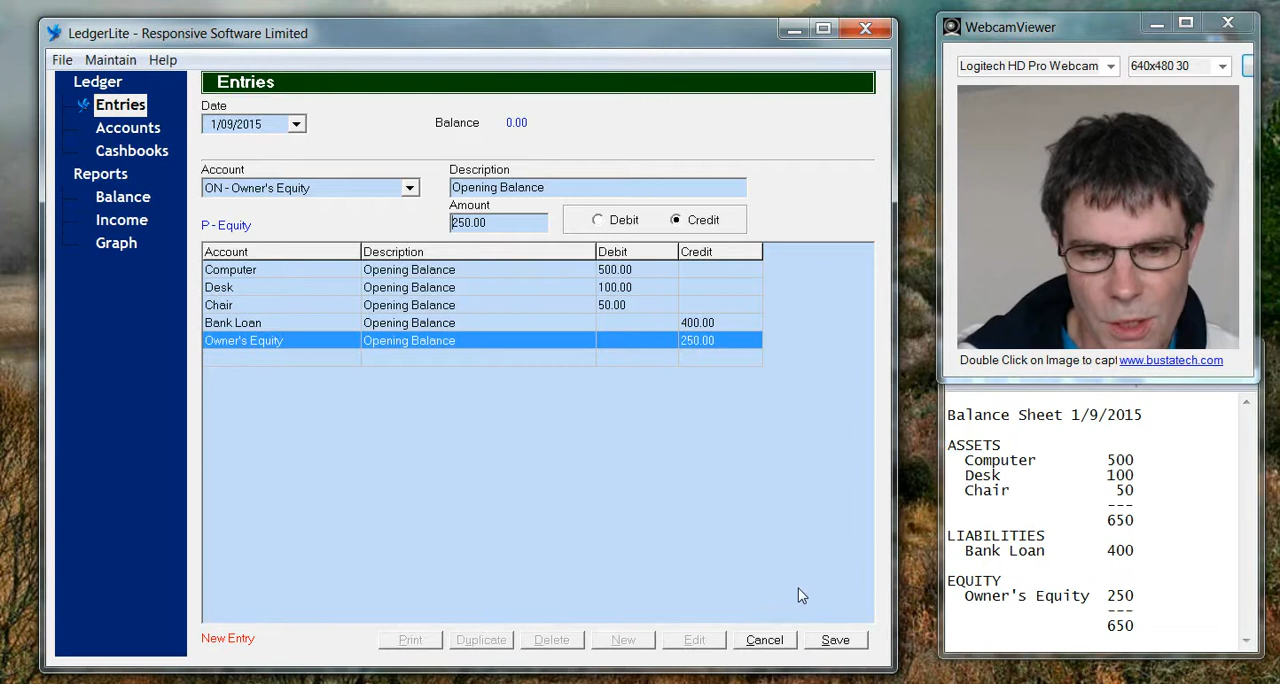 LedgerLite - Responsive Software Limited
File Maintain Help
Ledger
Entries
Accounts
Cashbooks
Reports
Balance
Income
Graph
Entries
Date
1/09/2015
Balance 0.00
Account
ON - Owner's Equity
Description
Opening Balance
P - Equity
Amount
250.00
Debit Credit
Account Description Debit Credit
Computer Opening Balance 500.00
Desk Opening Balance 100.00
Chair Opening Balance 50.00
Bank Loan Opening Balance 400.00
Owner's Equity Opening Balance 250.00
New Entry
Print Duplicate Delete New Edit Cancel Save
WebcamViewer
Logitech HD Pro Webcam 640x480 30
Double Click on Image to capt www.bustatech.com
Balance Sheet 1/9/2015
ASSETS
Computer 500
Desk 100
Chair 50
---
650
LIABILITIES
Bank Loan 400
EQUITY
Owner's Equity 250
---
650